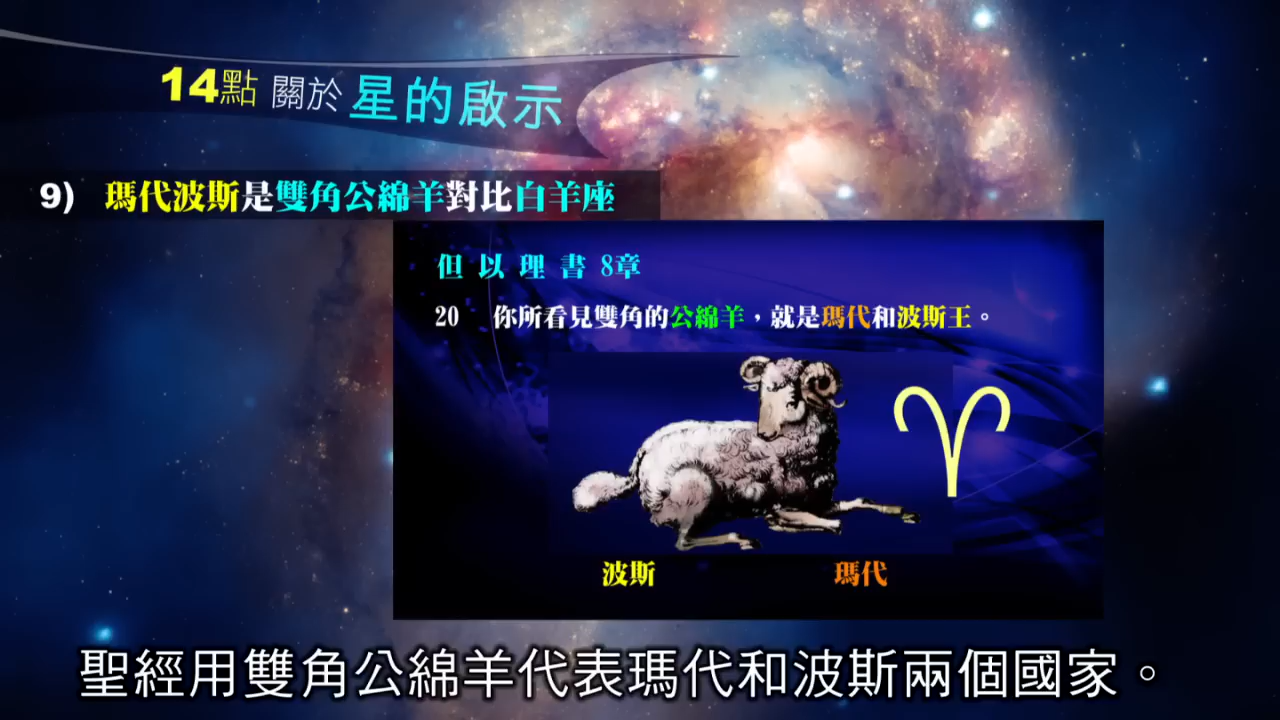 14點 關於 星的啟示
9) 瑪代波斯是雙角公綿羊對比白羊座
但以理書 8章
20 你所看見雙角的公綿羊，就是瑪代和波斯王。
波斯 瑪代
聖經用雙角公綿羊代表瑪代和波斯兩個國家。